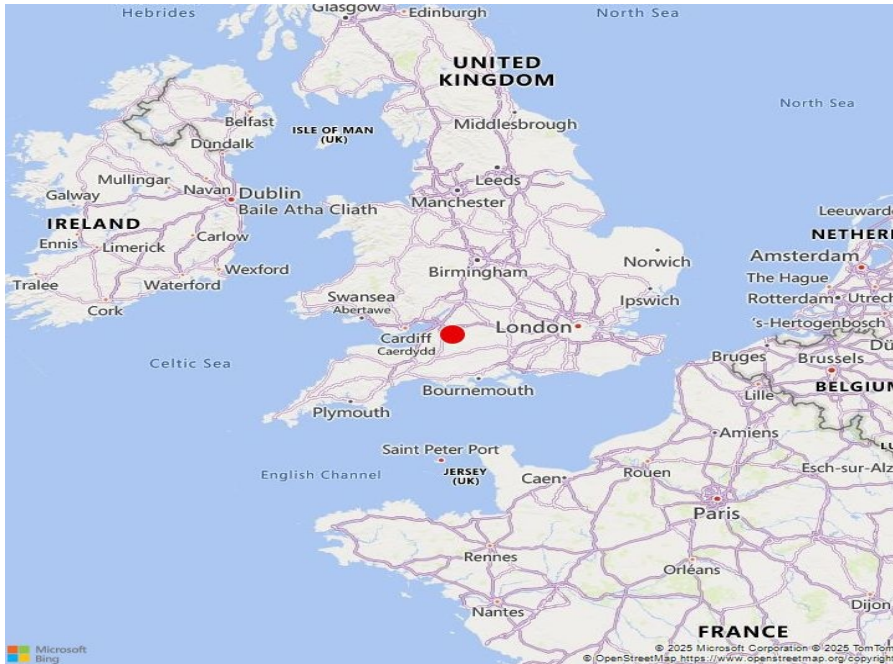 Hebrides
Glasgow
Edinburgh
North Sea
UNITED
KINGDOM
North Sea
Belfast
ISLE OF MAN
(UK)
Middlesbrough
Dundalk
Leeds
Mullingar
Navan
Dublin
Baile Atha Cliath
Galway
Manchester
IRELAND
Leeuward
Ennis
Limerick
Carlow
NETHER
Amsterdam
Norwich
Birmingham
Wexford
The Hague
Tralee
Waterford
Swansea
Abertawe
Ipswich
Rotterdam
Utrec
Cork
London
's-Hertogenbosch
Cardiff
Caerdydd
Celtic Sea
Bruges
Brussels
Bournemouth
BELGIUM
Lille
Plymouth
Amiens
Saint Peter Port
JERSEY
(UK)
English Channel
Caen
Rouen
Esch-sur-Alz
Paris
Rennes
Orléans
Nantes
Dijon
FRANCE
Microsoft
Bing
© 2025 Microsoft Corporation © 2025 TomTom
© OpenStreetMap https://www.openstreetmap.org/copyright